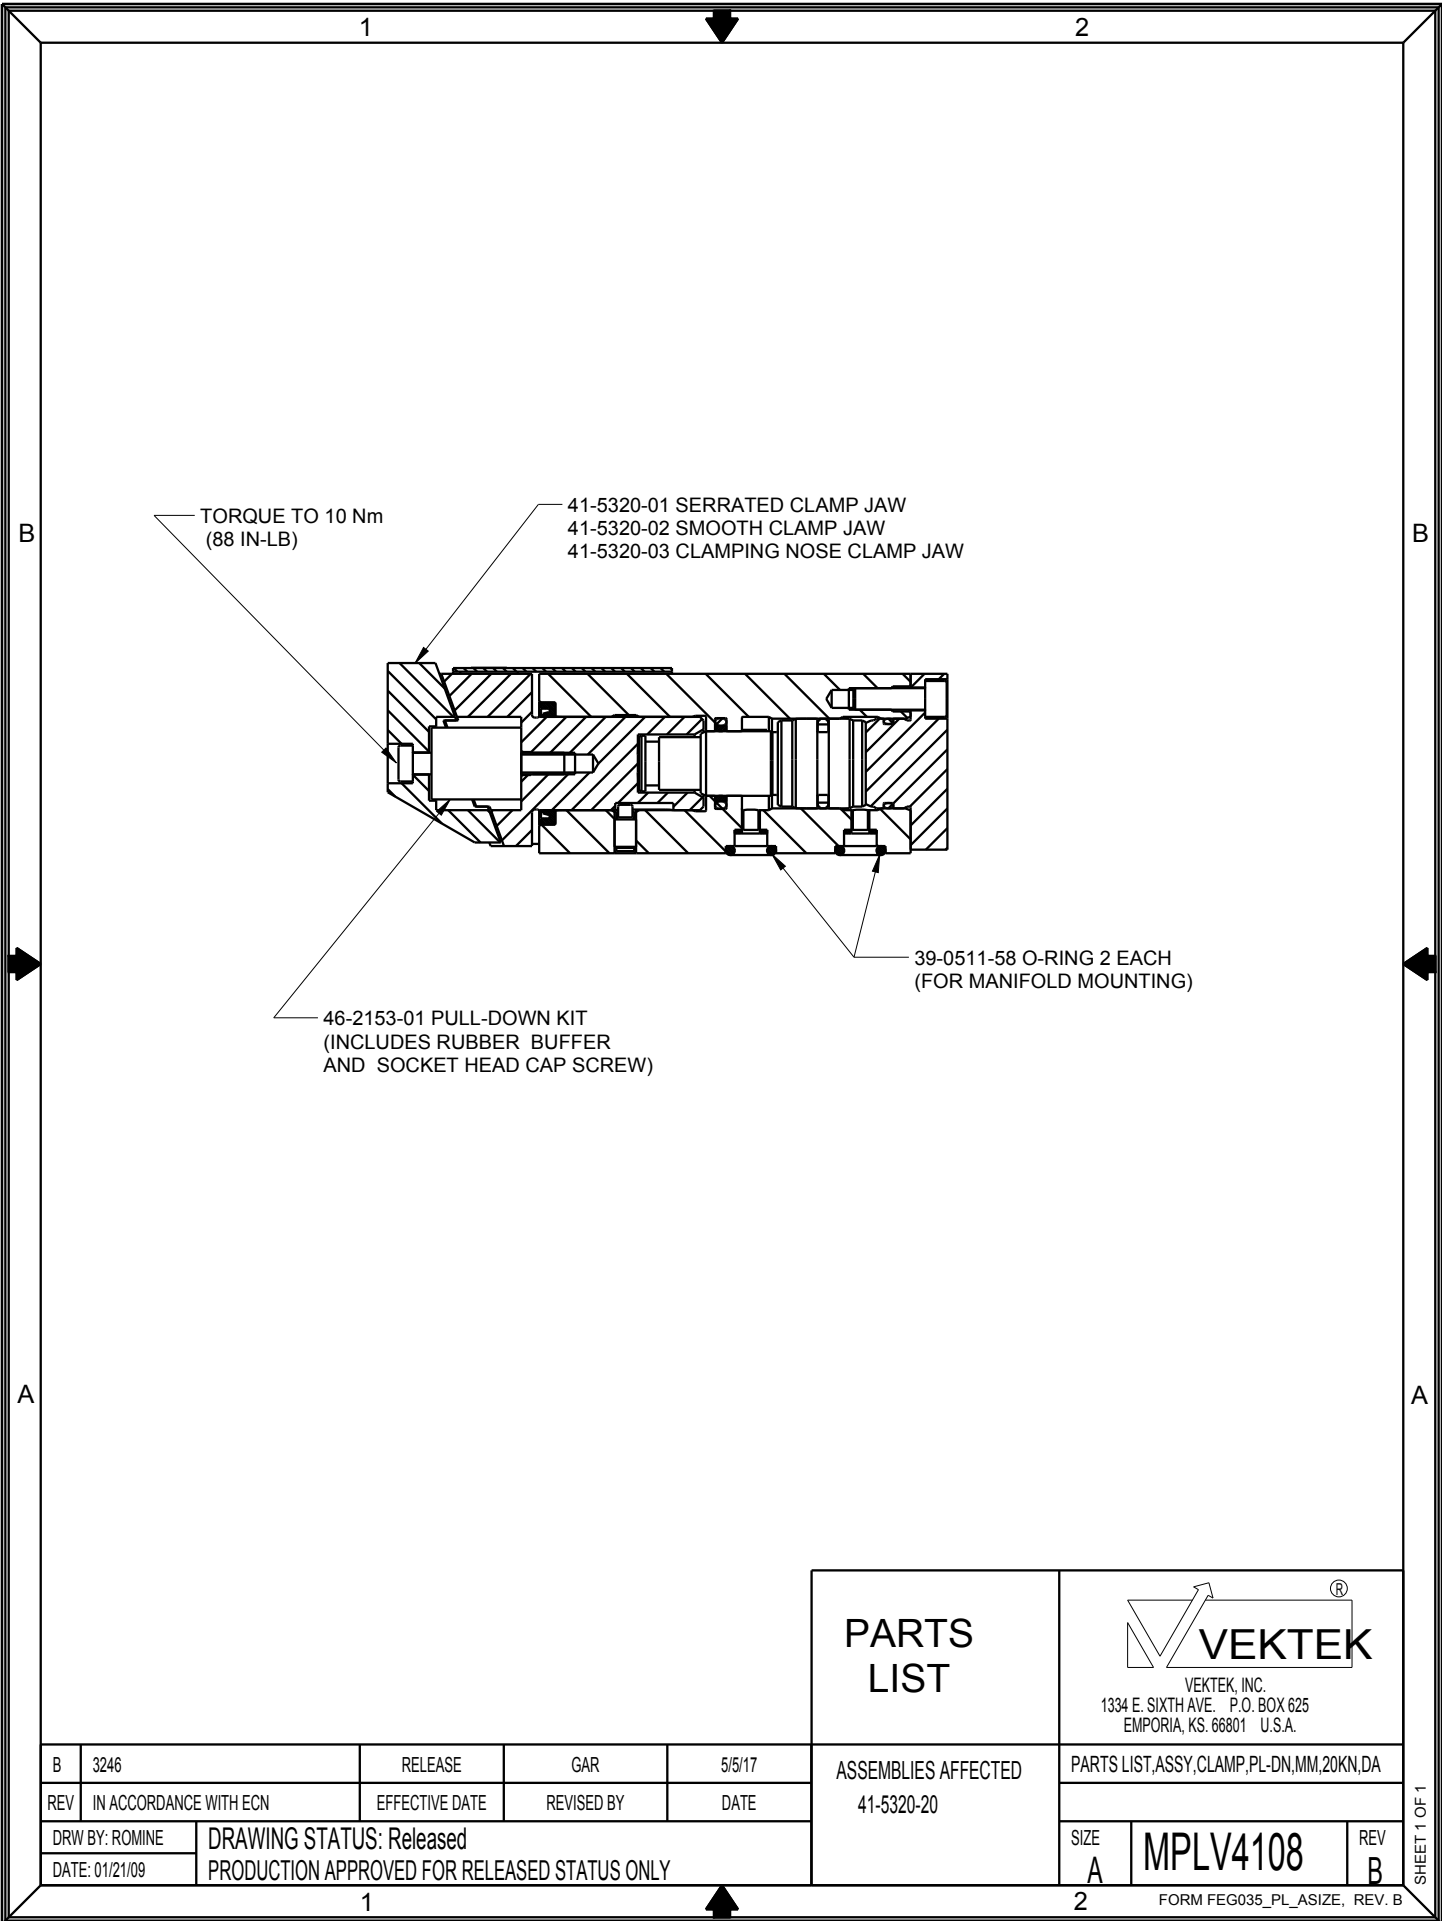 1
2
B
B
TORQUE TO 10 Nm
(88 IN-LB)
41-5320-01 SERRATED CLAMP JAW
41-5320-02 SMOOTH CLAMP JAW
41-5320-03 CLAMPING NOSE CLAMP JAW
39-0511-58 O-RING 2 EACH
(FOR MANIFOLD MOUNTING)
46-2153-01 PULL-DOWN KIT
(INCLUDES RUBBER BUFFER
AND SOCKET HEAD CAP SCREW)
A
A
PARTS
LIST
®
VEKTEK
VEKTEK, INC.
1334 E. SIXTH AVE. P.O. BOX 625
EMPORIA, KS. 66801 U.S.A.
B 3246 RELEASE GAR 5/5/17
REV IN ACCORDANCE WITH ECN EFFECTIVE DATE REVISED BY DATE
DRW BY: ROMINE
DATE: 01/21/09
DRAWING STATUS: Released
PRODUCTION APPROVED FOR RELEASED STATUS ONLY
ASSEMBLIES AFFECTED
41-5320-20
PARTS LIST,ASSY,CLAMP,PL-DN,MM,20KN,DA
SIZE
A
MPLV4108
REV
B
SHEET 1 OF 1
1
2
FORM FEG035_PL_ASIZE, REV. B